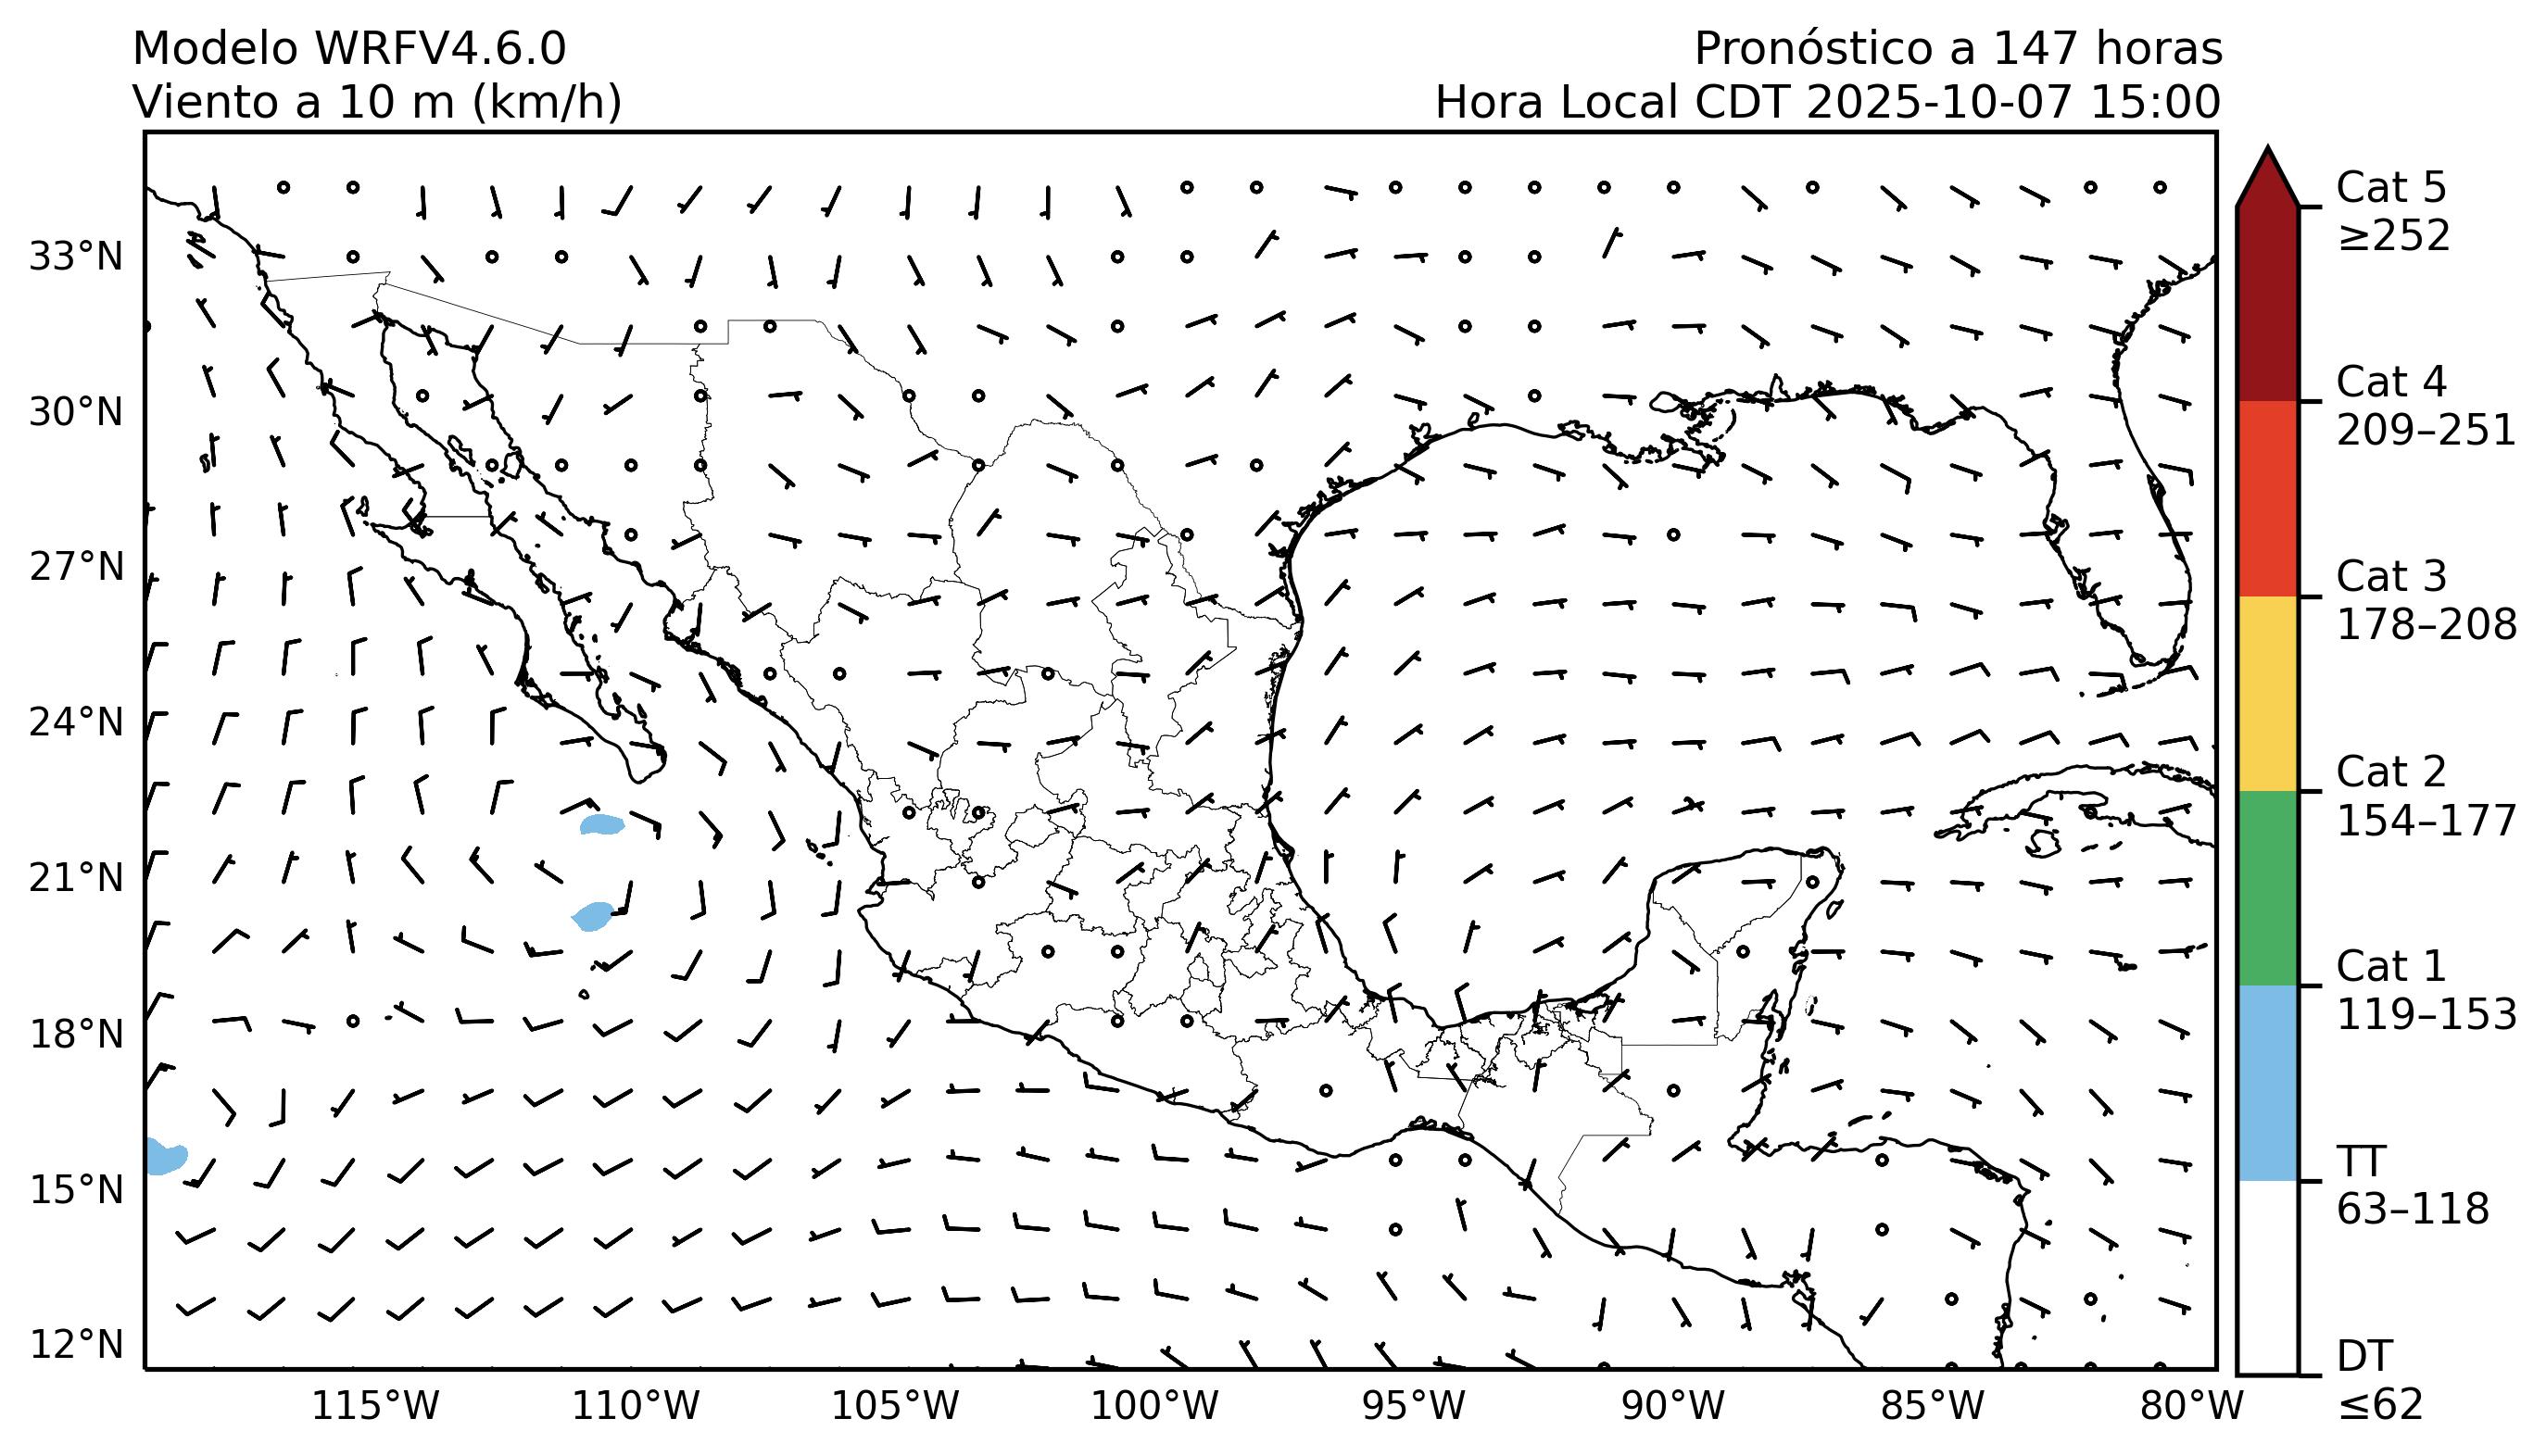 Modelo WRFV4.6.0
Viento a 10 m (km/h)
Pronóstico a 147 horas
Hora Local CDT 2025-10-07 15:00
33°N
30°N
27°N
24°N
21°N
18°N
15°N
12°N
115°W
110°W
105°W
100°W
95°W
90°W
85°W
80°W
Cat 5
≥252
Cat 4
209–251
Cat 3
178–208
Cat 2
154–177
Cat 1
119–153
TT
63–118
DT
≤62